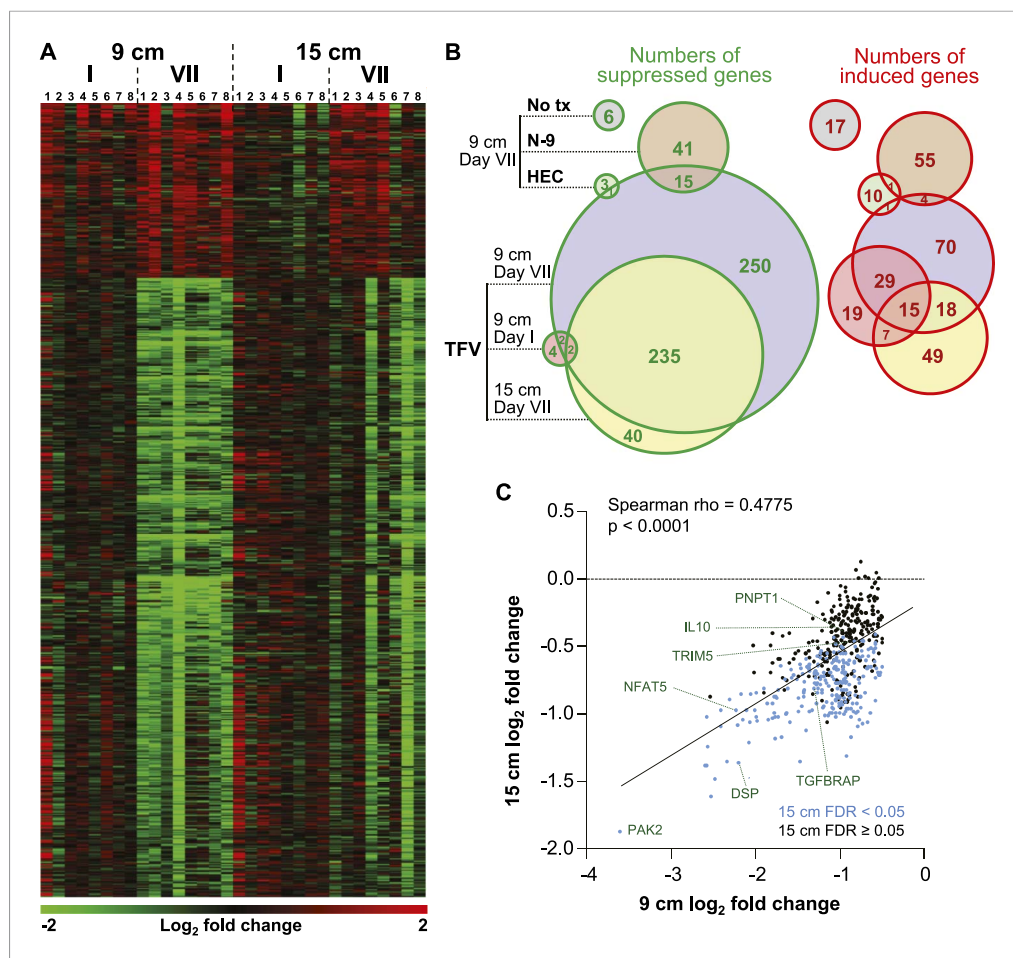 A
9 cm
15 cm
I
VII
I
VII
1 2 3 4 5 6 7 8 1 2 3 4 5 6 7 8 1 2 3 4 5 6 7 8 1 2 3 4 5 6 7 8
-2
Log2 fold change
2
B
Numbers of
suppressed genes
Numbers of
induced genes
No tx
N-9
HEC
9 cm
Day VII
9 cm
Day VII
9 cm
Day I
15 cm
Day VII
TFV
6
41
15
3
1
250
4
2
2
235
40
17
55
10
1
1
4
70
29
19
15
18
7
49
C
Spearman rho = 0.4775
p < 0.0001
0.5
0.0
-0.5
-1.0
-1.5
-2.0
15 cm log2 fold change
PNPT1
IL10
TRIM5
NFAT5
DSP
TGFBRAP
PAK2
15 cm FDR < 0.05
15 cm FDR ≥ 0.05
-4
-3
-2
-1
0
9 cm log2 fold change